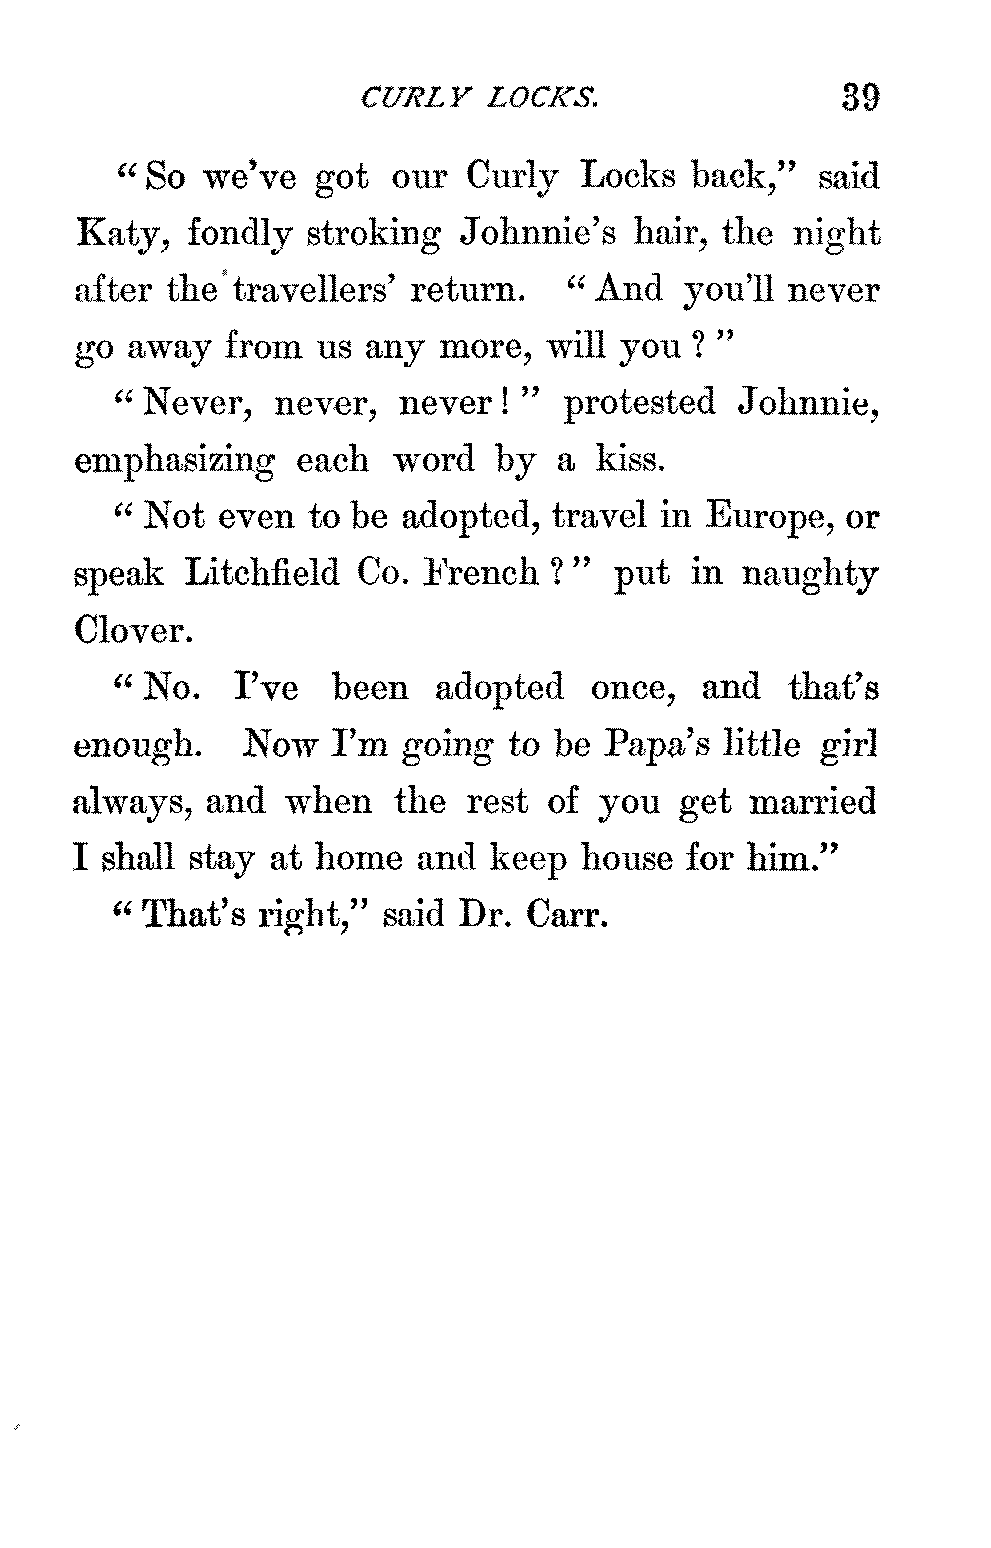 CURLY LOCKS. 39
“So we’ve got our Curly Locks back,” said
Katy, fondly stroking Johnnie’s hair, the night
after the travellers’ return. “And you’ll never
go away from us any more, will you?”
“Never, never, never!” protested Johnnie,
emphasizing each word by a kiss.
“Not even to be adopted, travel in Europe, or
speak Litchfield Co. French?” put in naughty
Clover.
“No. I’ve been adopted once, and that’s
enough. Now I’m going to be Papa’s little girl
always, and when the rest of you get married
I shall stay at home and keep house for him.”
“That’s right,” said Dr. Carr.